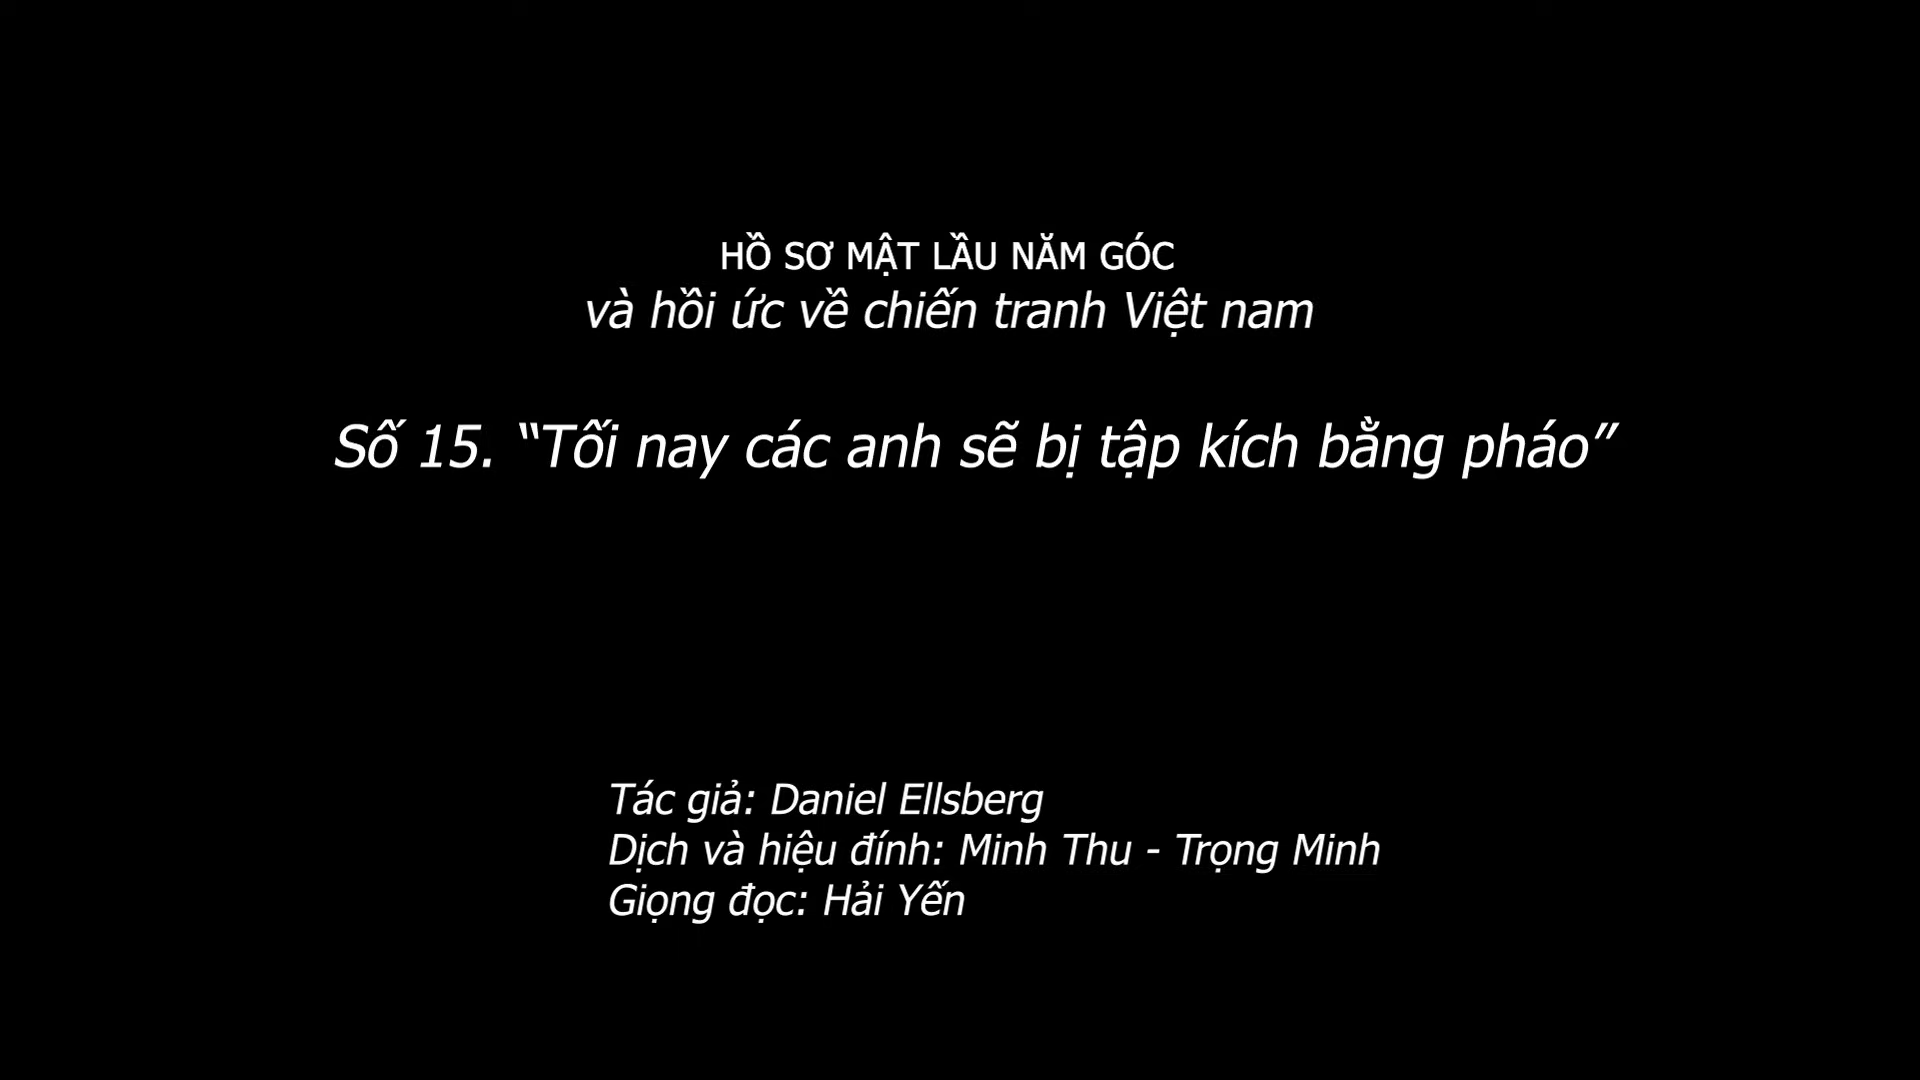 HỒ SƠ MẬT LẦU NĂM GÓC
và hồi ức về chiến tranh Việt nam
Số 15. “Tối nay các anh sẽ bị tập kích bằng pháo”
Tác giả: Daniel Ellsberg
Dịch và hiệu đính: Minh Thu - Trọng Minh
Giọng đọc: Hải Yến